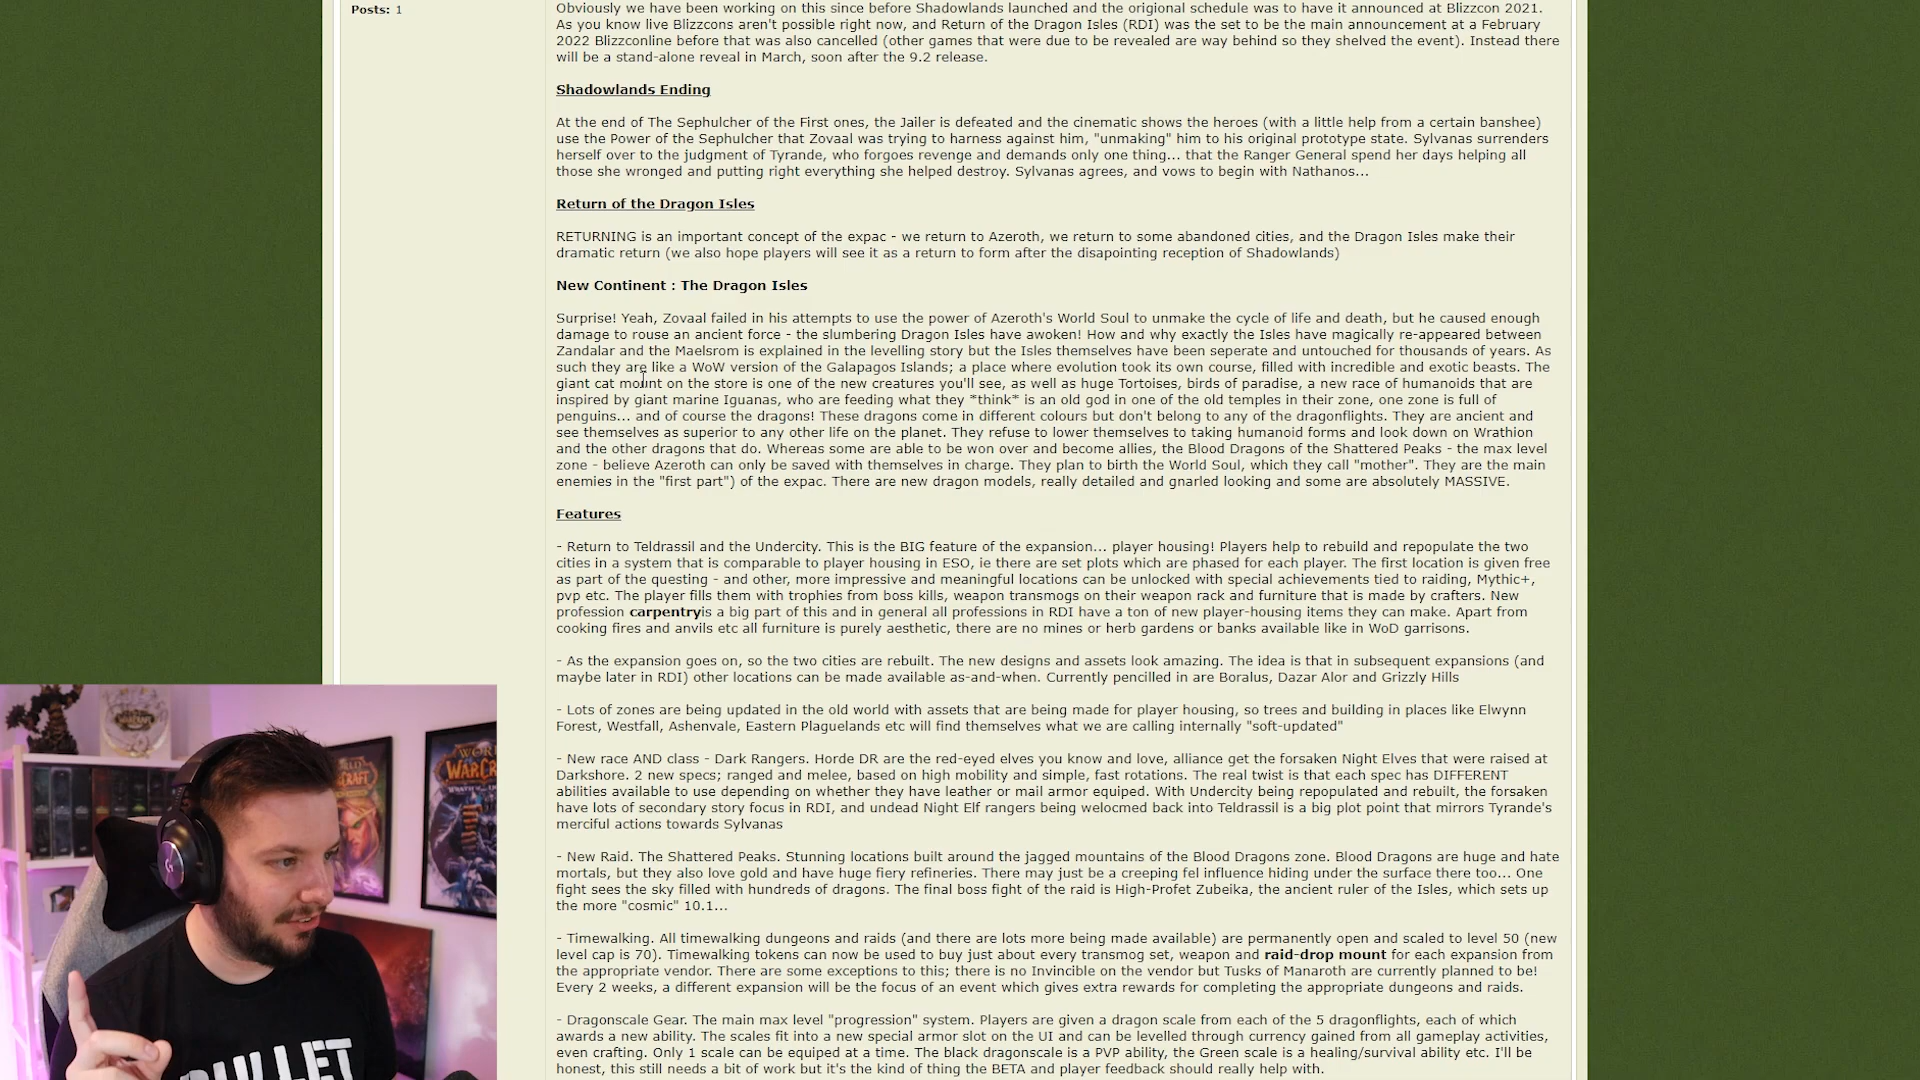 Posts: 1
Obviously we have been working on this since before Shadowlands launched and the origional schedule was to have it announced at Blizzcon 2021.
As you know live Blizzcons aren't possible right now, and Return of the Dragon Isles (RDI) was the set to be the main announcement at a February
2022 Blizzconline before that was also cancelled (other games that were due to be revealed are way behind so they shelved the event). Instead there
will be a stand-alone reveal in March, soon after the 9.2 release.
Shadowlands Ending
At the end of The Sephulcher of the First ones, the Jailer is defeated and the cinematic shows the heroes (with a little help from a certain banshee)
use the Power of the Sephulcher that Zovaal was trying to harness against him, "unmaking" him to his original prototype state. Sylvanas surrenders
herself over to the judgment of Tyrande, who forgoes revenge and demands only one thing... that the Ranger General spend her days helping all
those she wronged and putting right everything she helped destroy. Sylvanas agrees, and vows to begin with Nathanos...
Return of the Dragon Isles
RETURNING is an important concept of the expac - we return to Azeroth, we return to some abandoned cities, and the Dragon Isles make their
dramatic return (we also hope players will see it as a return to form after the disapointing reception of Shadowlands)
New Continent : The Dragon Isles
Surprise! Yeah, Zovaal failed in his attempts to use the power of Azeroth's World Soul to unmake the cycle of life and death, but he caused enough
damage to rouse an ancient force - the slumbering Dragon Isles have awoken! How and why exactly the Isles have magically re-appeared between
Zandalar and the Maelsrom is explained in the levelling story but the Isles themselves have been seperate and untouched for thousands of years. As
such they are like a WoW version of the Galapagos Islands; a place where evolution took its own course, filled with incredible and exotic beasts. The
giant cat mount on the store is one of the new creatures you'll see, as well as huge Tortoises, birds of paradise, a new race of humanoids that are
inspired by giant marine Iguanas, who are feeding what they *think* is an old god in one of the old temples in their zone, one zone is full of
penguins... and of course the dragons! These dragons come in different colours but don't belong to any of the dragonflights. They are ancient and
see themselves as superior to any other life on the planet. They refuse to lower themselves to taking humanoid forms and look down on Wrathion
and the other dragons that do. Whereas some are able to be won over and become allies, the Blood Dragons of the Shattered Peaks - the max level
zone - believe Azeroth can only be saved with themselves in charge. They plan to birth the World Soul, which they call "mother". They are the main
enemies in the "first part") of the expac. There are new dragon models, really detailed and gnarled looking and some are absolutely MASSIVE.
Features
- Return to Teldrassil and the Undercity. This is the BIG feature of the expansion... player housing! Players help to rebuild and repopulate the two
cities in a system that is comparable to player housing in ESO, ie there are set plots which are phased for each player. The first location is given free
as part of the questing - and other, more impressive and meaningful locations can be unlocked with special achievements tied to raiding, Mythic+,
pvp etc. The player fills them with trophies from boss kills, weapon transmogs on their weapon rack and furniture that is made by crafters. New
profession carpentryis a big part of this and in general all professions in RDI have a ton of new player-housing items they can make. Apart from
cooking fires and anvils etc all furniture is purely aesthetic, there are no mines or herb gardens or banks available like in WoD garrisons.
- As the expansion goes on, so the two cities are rebuilt. The new designs and assets look amazing. The idea is that in subsequent expansions (and
maybe later in RDI) other locations can be made available as-and-when. Currently pencilled in are Boralus, Dazar Alor and Grizzly Hills
- Lots of zones are being updated in the old world with assets that are being made for player housing, so trees and building in places like Elwynn
Forest, Westfall, Ashenvale, Eastern Plaguelands etc will find themselves what we are calling internally "soft-updated"
- New race AND class - Dark Rangers. Horde DR are the red-eyed elves you know and love, alliance get the forsaken Night Elves that were raised at
Darkshore. 2 new specs; ranged and melee, based on high mobility and simple, fast rotations. The real twist is that each spec has DIFFERENT
abilities available to use depending on whether they have leather or mail armor equiped. With Undercity being repopulated and rebuilt, the forsaken
have lots of secondary story focus in RDI, and undead Night Elf rangers being welocmed back into Teldrassil is a big plot point that mirrors Tyrande's
merciful actions towards Sylvanas
- New Raid. The Shattered Peaks. Stunning locations built around the jagged mountains of the Blood Dragons zone. Blood Dragons are huge and hate
mortals, but they also love gold and have huge fiery refineries. There may just be a creeping fel influence hiding under the surface there too... One
fight sees the sky filled with hundreds of dragons. The final boss fight of the raid is High-Profet Zubeika, the ancient ruler of the Isles, which sets up
the more "cosmic" 10.1...
- Timewalking. All timewalking dungeons and raids (and there are lots more being made available) are permanently open and scaled to level 50 (new
level cap is 70). Timewalking tokens can now be used to buy just about every transmog set, weapon and raid-drop mount for each expansion from
the appropriate vendor. There are some exceptions to this; there is no Invincible on the vendor but Tusks of Manaroth are currently planned to be!
Every 2 weeks, a different expansion will be the focus of an event which gives extra rewards for completing the appropriate dungeons and raids.
- Dragonscale Gear. The main max level "progression" system. Players are given a dragon scale from each of the 5 dragonflights, each of which
awards a new ability. The scales fit into a new special armor slot on the UI and can be levelled through currency gained from all gameplay activities,
even crafting. Only 1 scale can be equiped at a time. The black dragonscale is a PVP ability, the Green scale is a healing/survival ability etc. I'll be
honest, this still needs a bit of work but it's the kind of thing the BETA and player feedback should really help with.
BULLET